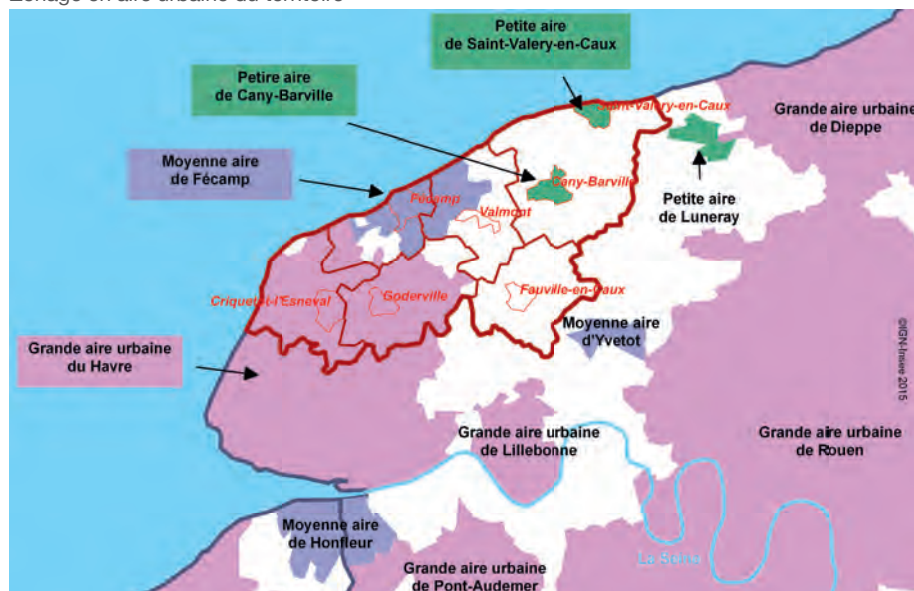 Zonage en aire urbaine du territoire
Petite aire
de Saint-Valery-en-Caux
Petire aire
de Cany-Barville
Saint-Valery-en-Caux
Grande aire urbaine
de Dieppe
Moyenne aire
de Fécamp
Fécamp
Cany-Barville
Valmont
Petite aire
de Luneray
Criquetot-l'Esneval
Goderville
Fauville-en-Caux
Moyenne aire
d'Yvetot
©IGN-Insee 2015
Grande aire urbaine
du Havre
Grande aire urbaine
de Lillebonne
Grande aire urbaine
de Rouen
Moyenne aire
de Honfleur
La Seine
Grande aire urbaine
de Pont-Audemer